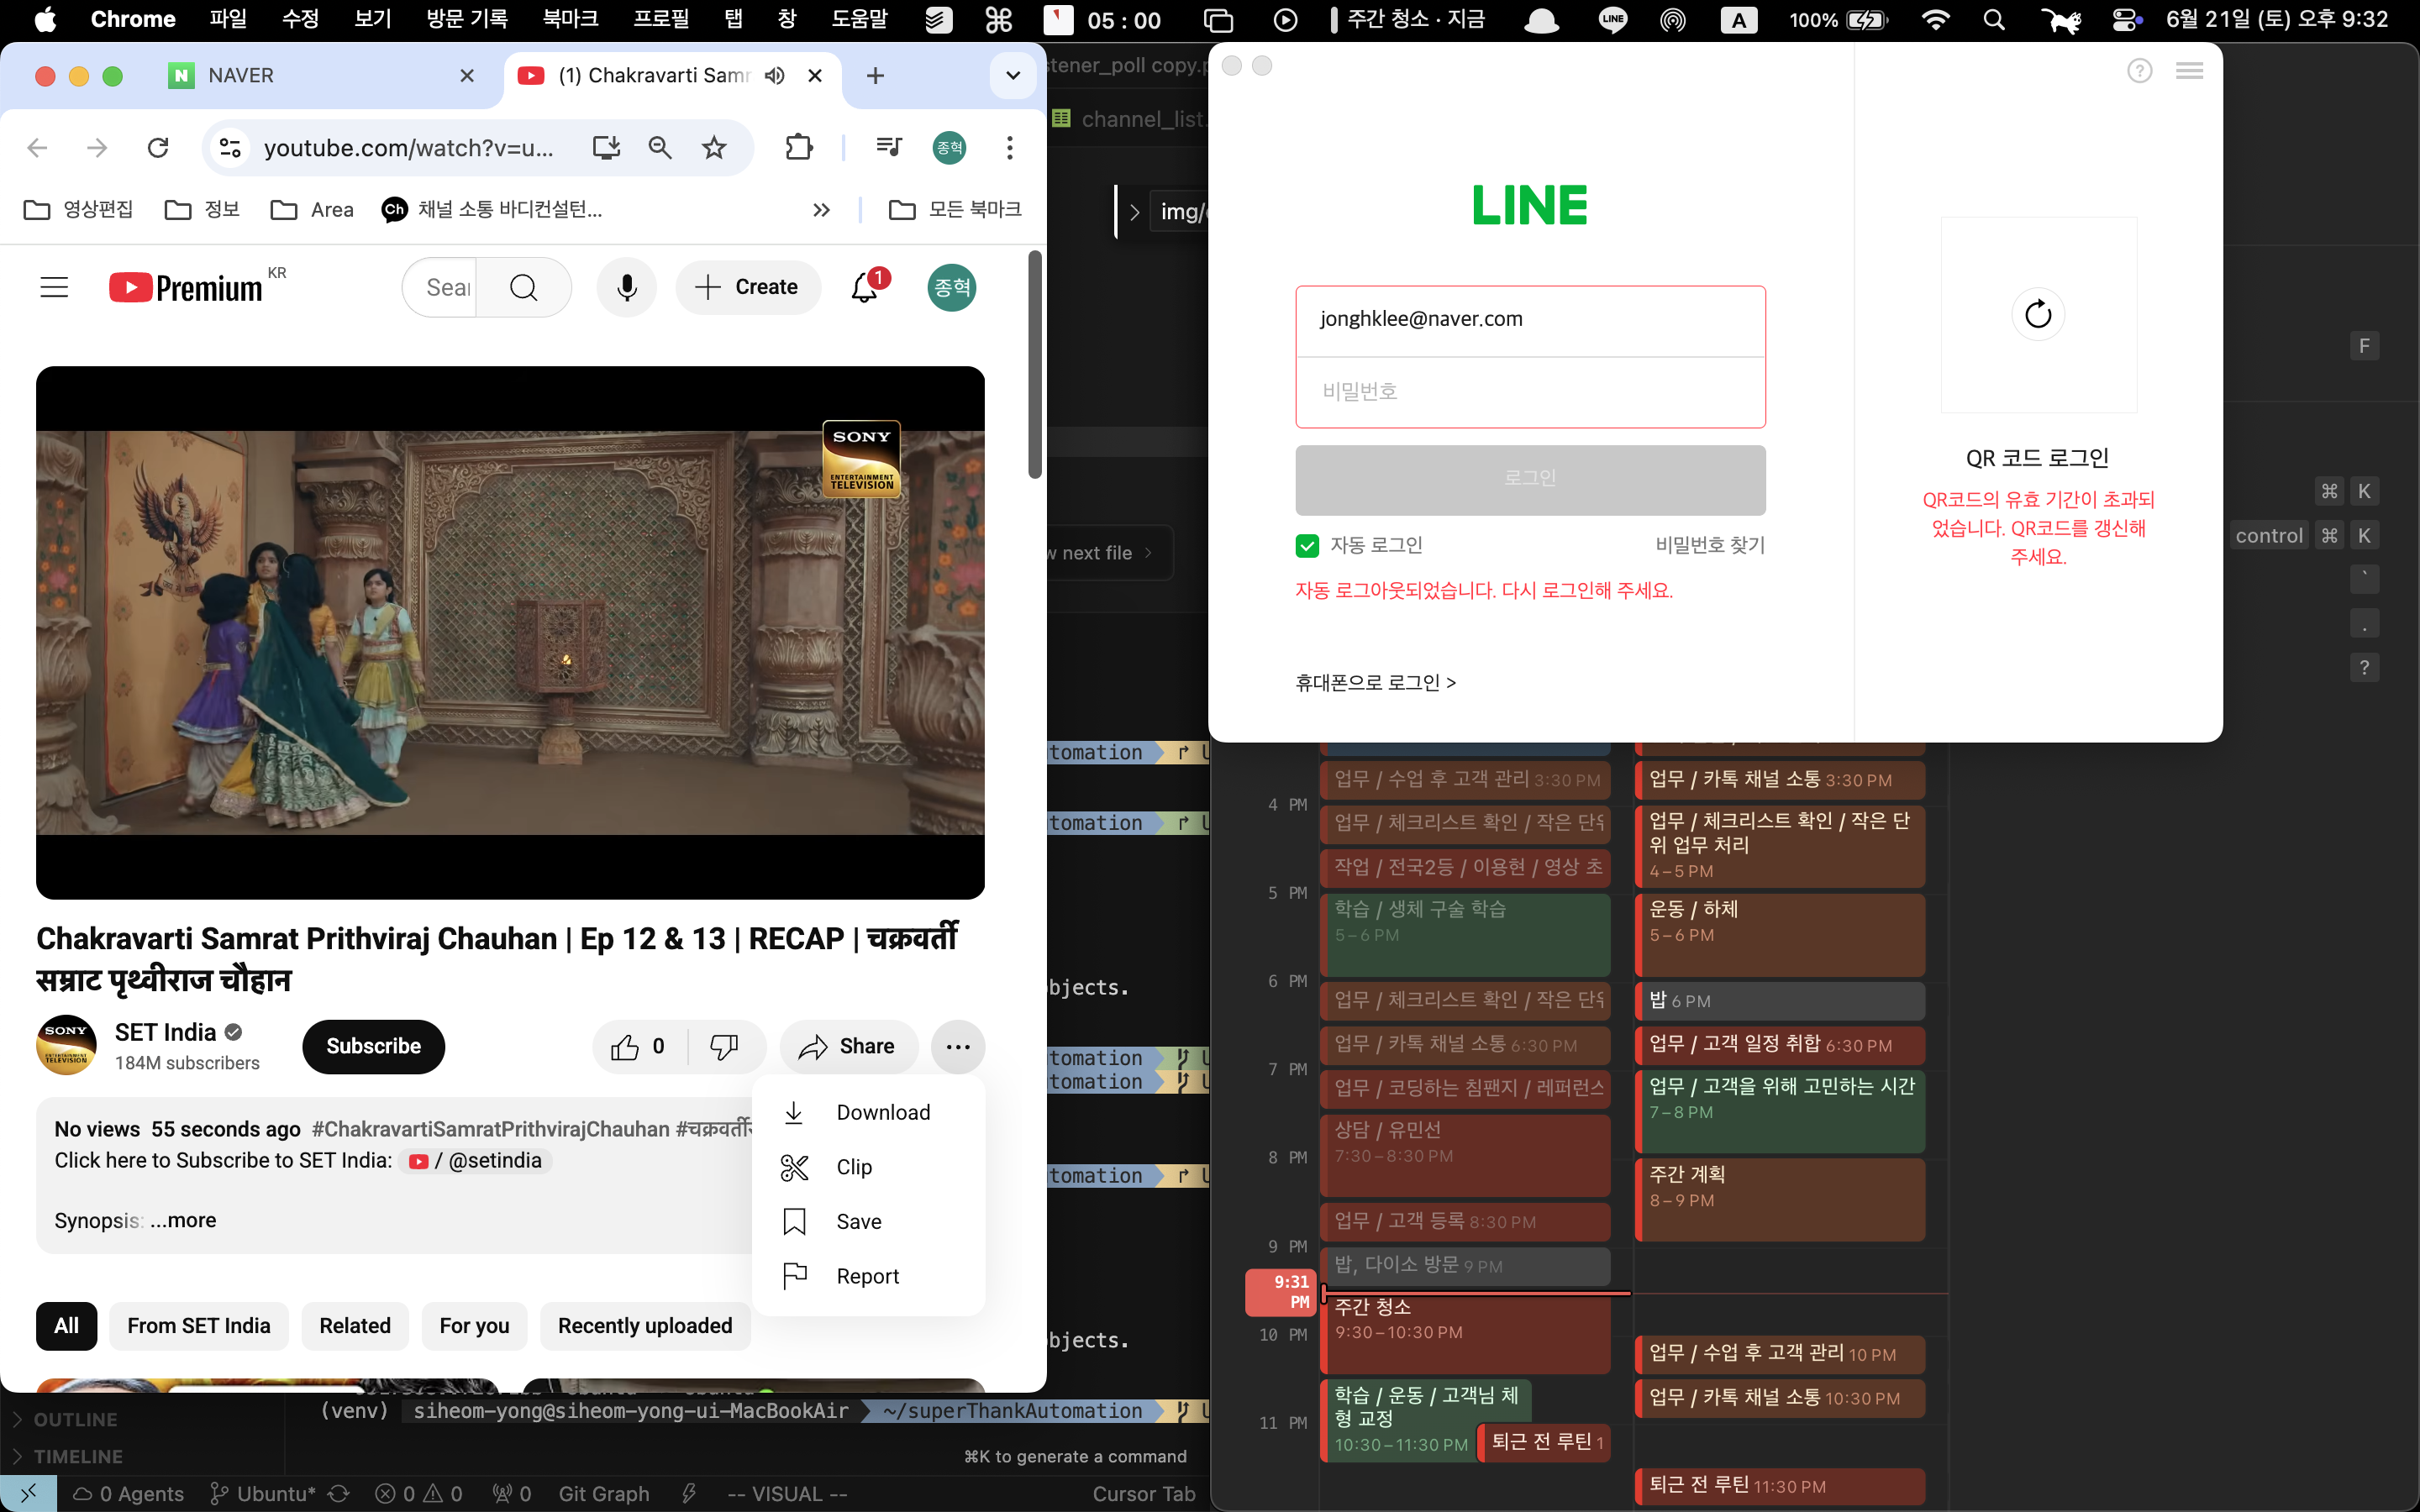 Chrome 파일 수정 보기 방문 기록 북마크 프로필 탭 창 도움말 05 : 00 주간 청소 · 지금 LINE A 100% 6월 21일 (토) 오후 9:32
N NAVER
(1) Chakravarti Samr
youtube.com/watch?v=u...
종혁
영상편집 정보 Area Ch 채널 소통 바디컨설턴... 모든 북마크
Premium KR
Sear
Create
1
종혁
SONY
ENTERTAINMENT
TELEVISION
Chakravarti Samrat Prithviraj Chauhan | Ep 12 & 13 | RECAP | चक्रवर्ती
सम्राट पृथ्वीराज चौहान
SONY
SET India
184M subscribers
Subscribe
0
Share
No views 55 seconds ago #ChakravartiSamratPrithvirajChauhan
Click here to Subscribe to SET India: / @setindia
Synopsis: ...more
Download
Clip
Save
Report
All From SET India Related For you Recently uploaded
stener_poll copy.p
channel_list.
img/
w next file
tomation
tomation
bjects.
tomation
tomation
tomation
bjects.
(venv) siheom-yong@siheom-yong-ui-MacBookAir ~/superThankAutomation
⌘K to generate a command
OUTLINE
TIMELINE
0 Agents Ubuntu* 0 0 0 Git Graph -- VISUAL -- Cursor Tab
LINE
jonghklee@naver.com
비밀번호
로그인
자동 로그인 비밀번호 찾기
자동 로그아웃되었습니다. 다시 로그인해 주세요.
휴대폰으로 로그인 >
?
QR 코드 로그인
QR코드의 유효 기간이 초과되
었습니다. QR코드를 갱신해
주세요.
F
⌘ K
control ⌘ K
`
.
?
4 PM
5 PM
6 PM
7 PM
8 PM
9 PM
9:31
PM
10 PM
11 PM
업무 / 수업 후 고객 관리 3:30 PM
업무 / 체크리스트 확인 / 작은 단위
작업 / 전국2등 / 이용현 / 영상 초
학습 / 생체 구술 학습
5–6 PM
업무 / 체크리스트 확인 / 작은 단위
업무 / 카톡 채널 소통 6:30 PM
업무 / 코딩하는 침팬지 / 레퍼런스
상담 / 유민선
7:30–8:30 PM
업무 / 고객 등록 8:30 PM
밥, 다이소 방문 9 PM
주간 청소
9:30–10:30 PM
학습 / 운동 / 고객님 체
형 교정
10:30–11:30 PM
퇴근 전 루틴 1
업무 / 카톡 채널 소통 3:30 PM
업무 / 체크리스트 확인 / 작은 단
위 업무 처리
4–5 PM
운동 / 하체
5–6 PM
밥 6 PM
업무 / 고객 일정 취합 6:30 PM
업무 / 고객을 위해 고민하는 시간
7–8 PM
주간 계획
8–9 PM
업무 / 수업 후 고객 관리 10 PM
업무 / 카톡 채널 소통 10:30 PM
퇴근 전 루틴 11:30 PM